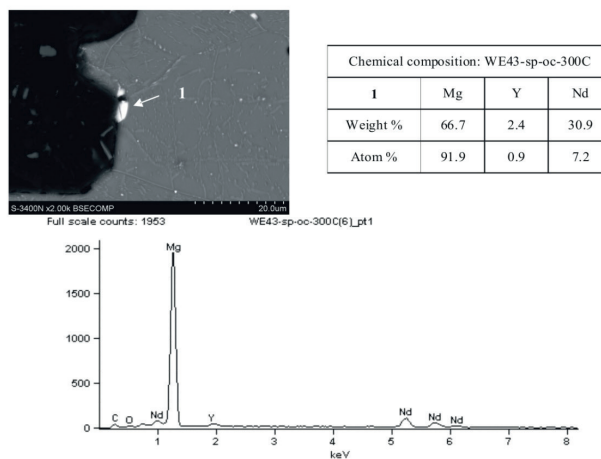 1
S-3400N x2.00k BSECOMP 20.0um
Chemical composition: WE43-sp-oc-300C
1 Mg Y Nd
Weight % 66.7 2.4 30.9
Atom % 91.9 0.9 7.2
Full scale counts: 1953 WE43-sp-oc-300C(6)_pt1
2000
1500
1000
500
0
Mg
C O Nd Y Nd Nd Nd
1 2 3 4 5 6 7 8
keV